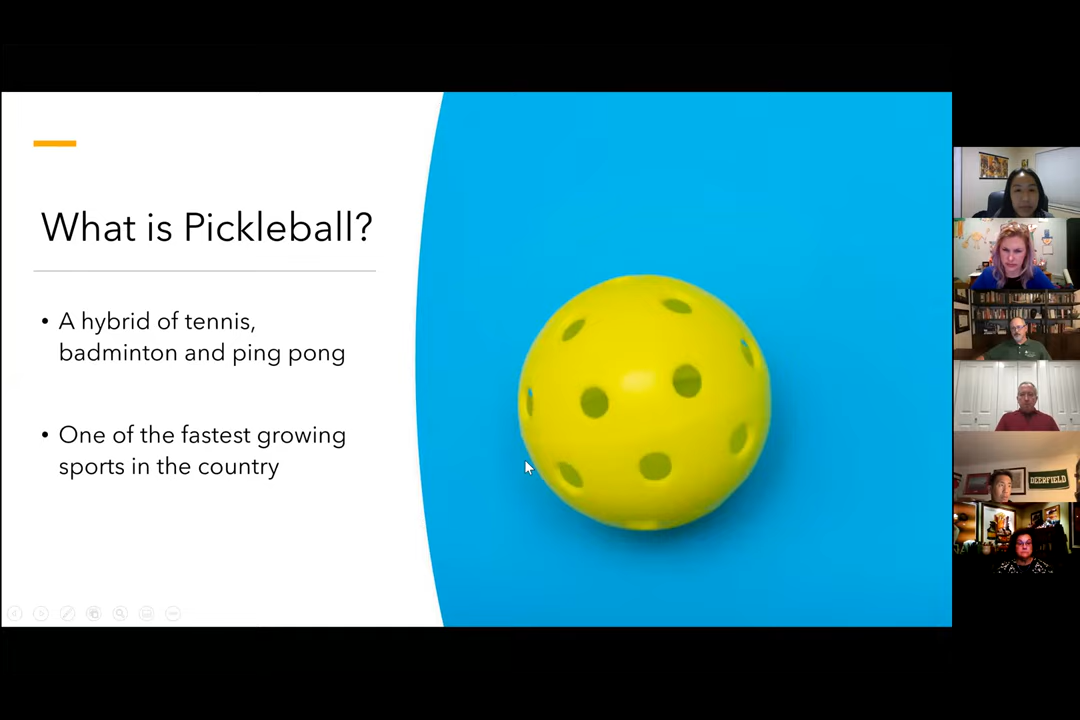 What is Pickleball?
• A hybrid of tennis,
badminton and ping pong
• One of the fastest growing
sports in the country
DEERFIELD